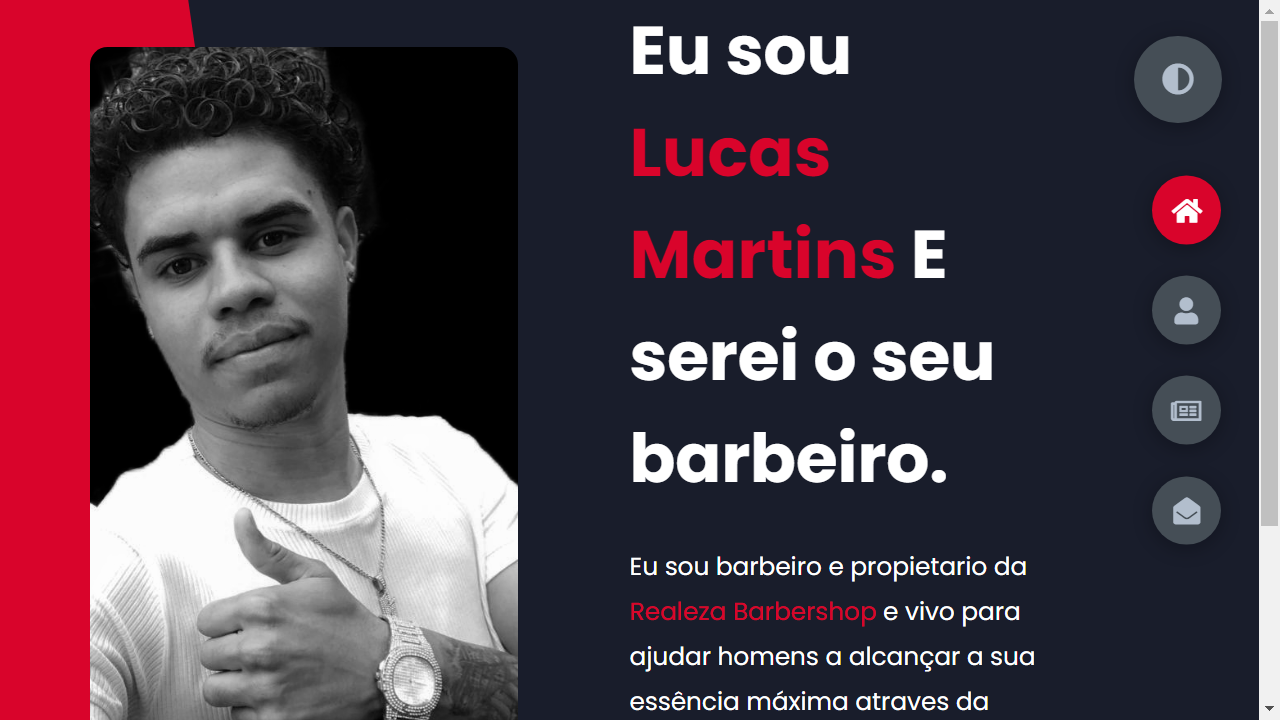 Eu sou
Lucas
Martins E
serei o seu
barbeiro.
Eu sou barbeiro e propietario da
Realeza Barbershop e vivo para
ajudar homens a alcançar a sua
essência máxima atraves da